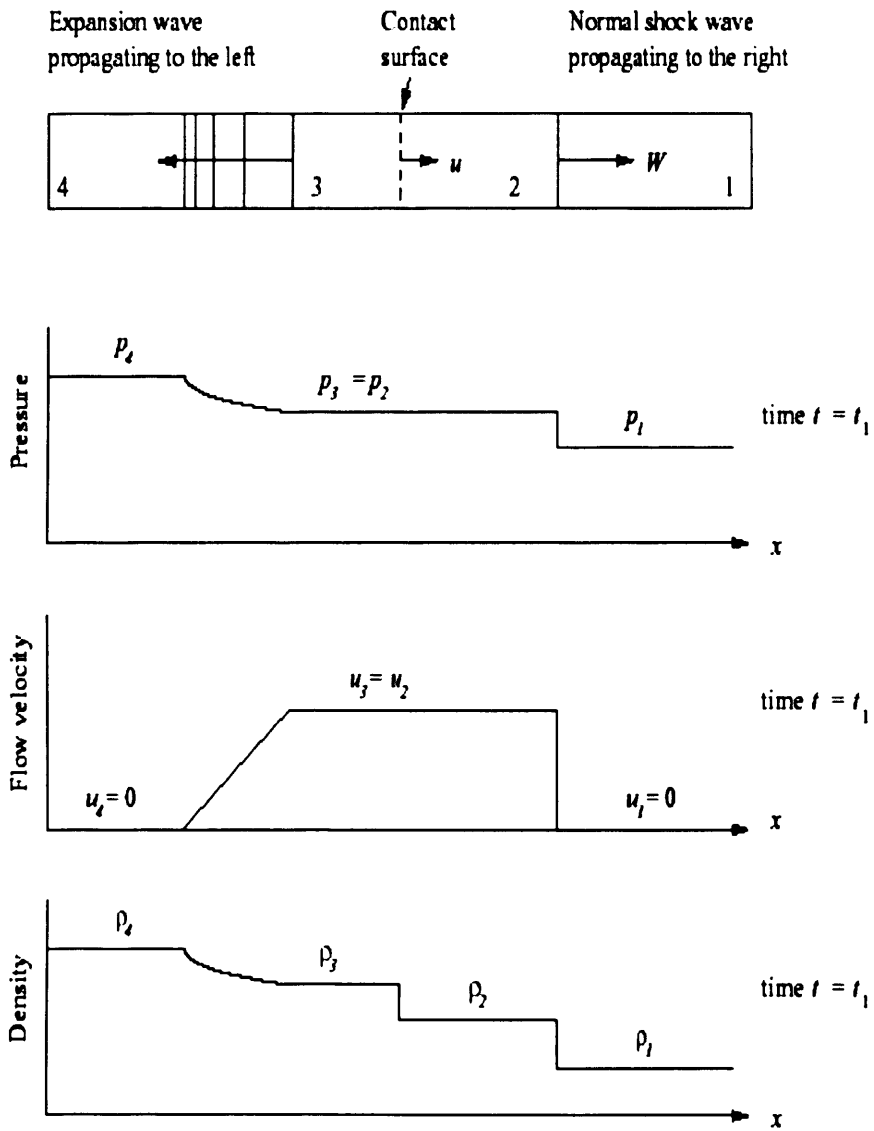 Expansion wave
propagating to the left
Contact
surface
Normal shock wave
propagating to the right
4
3
u
2
W
1
Pressure
p₄
p₃ = p₂
p₁
time t = t₁
x
Flow velocity
u₄ = 0
u₃ = u₂
u₁ = 0
time t = t₁
x
Density
ρ₄
ρ₃
ρ₂
ρ₁
time t = t₁
x